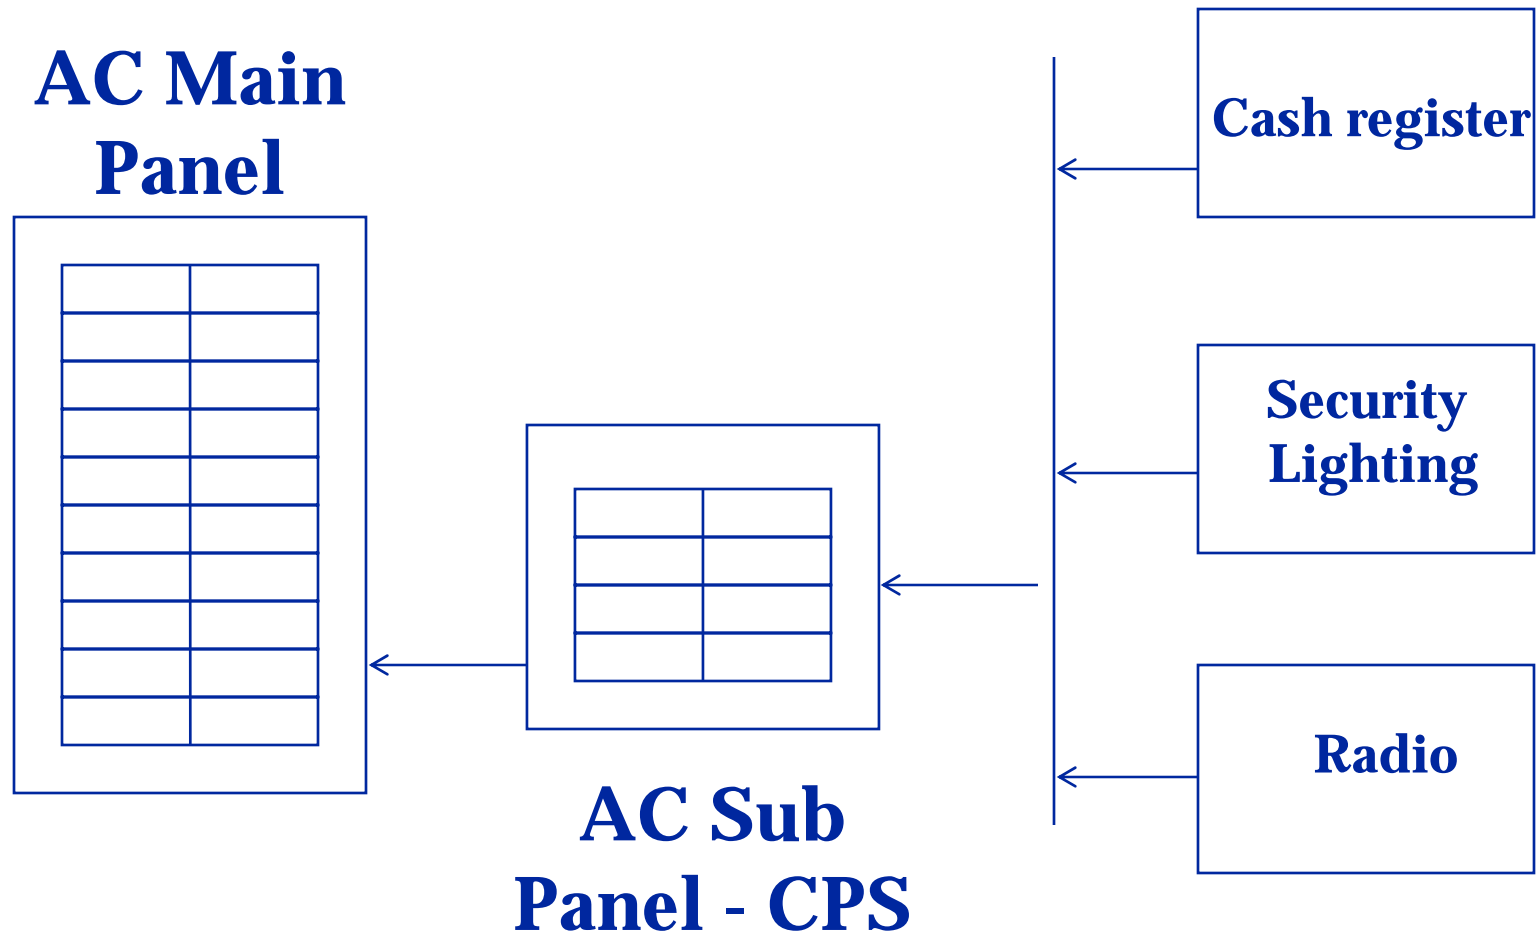 AC Main
Panel
Cash register
Security
Lighting
Radio
AC Sub
Panel - CPS